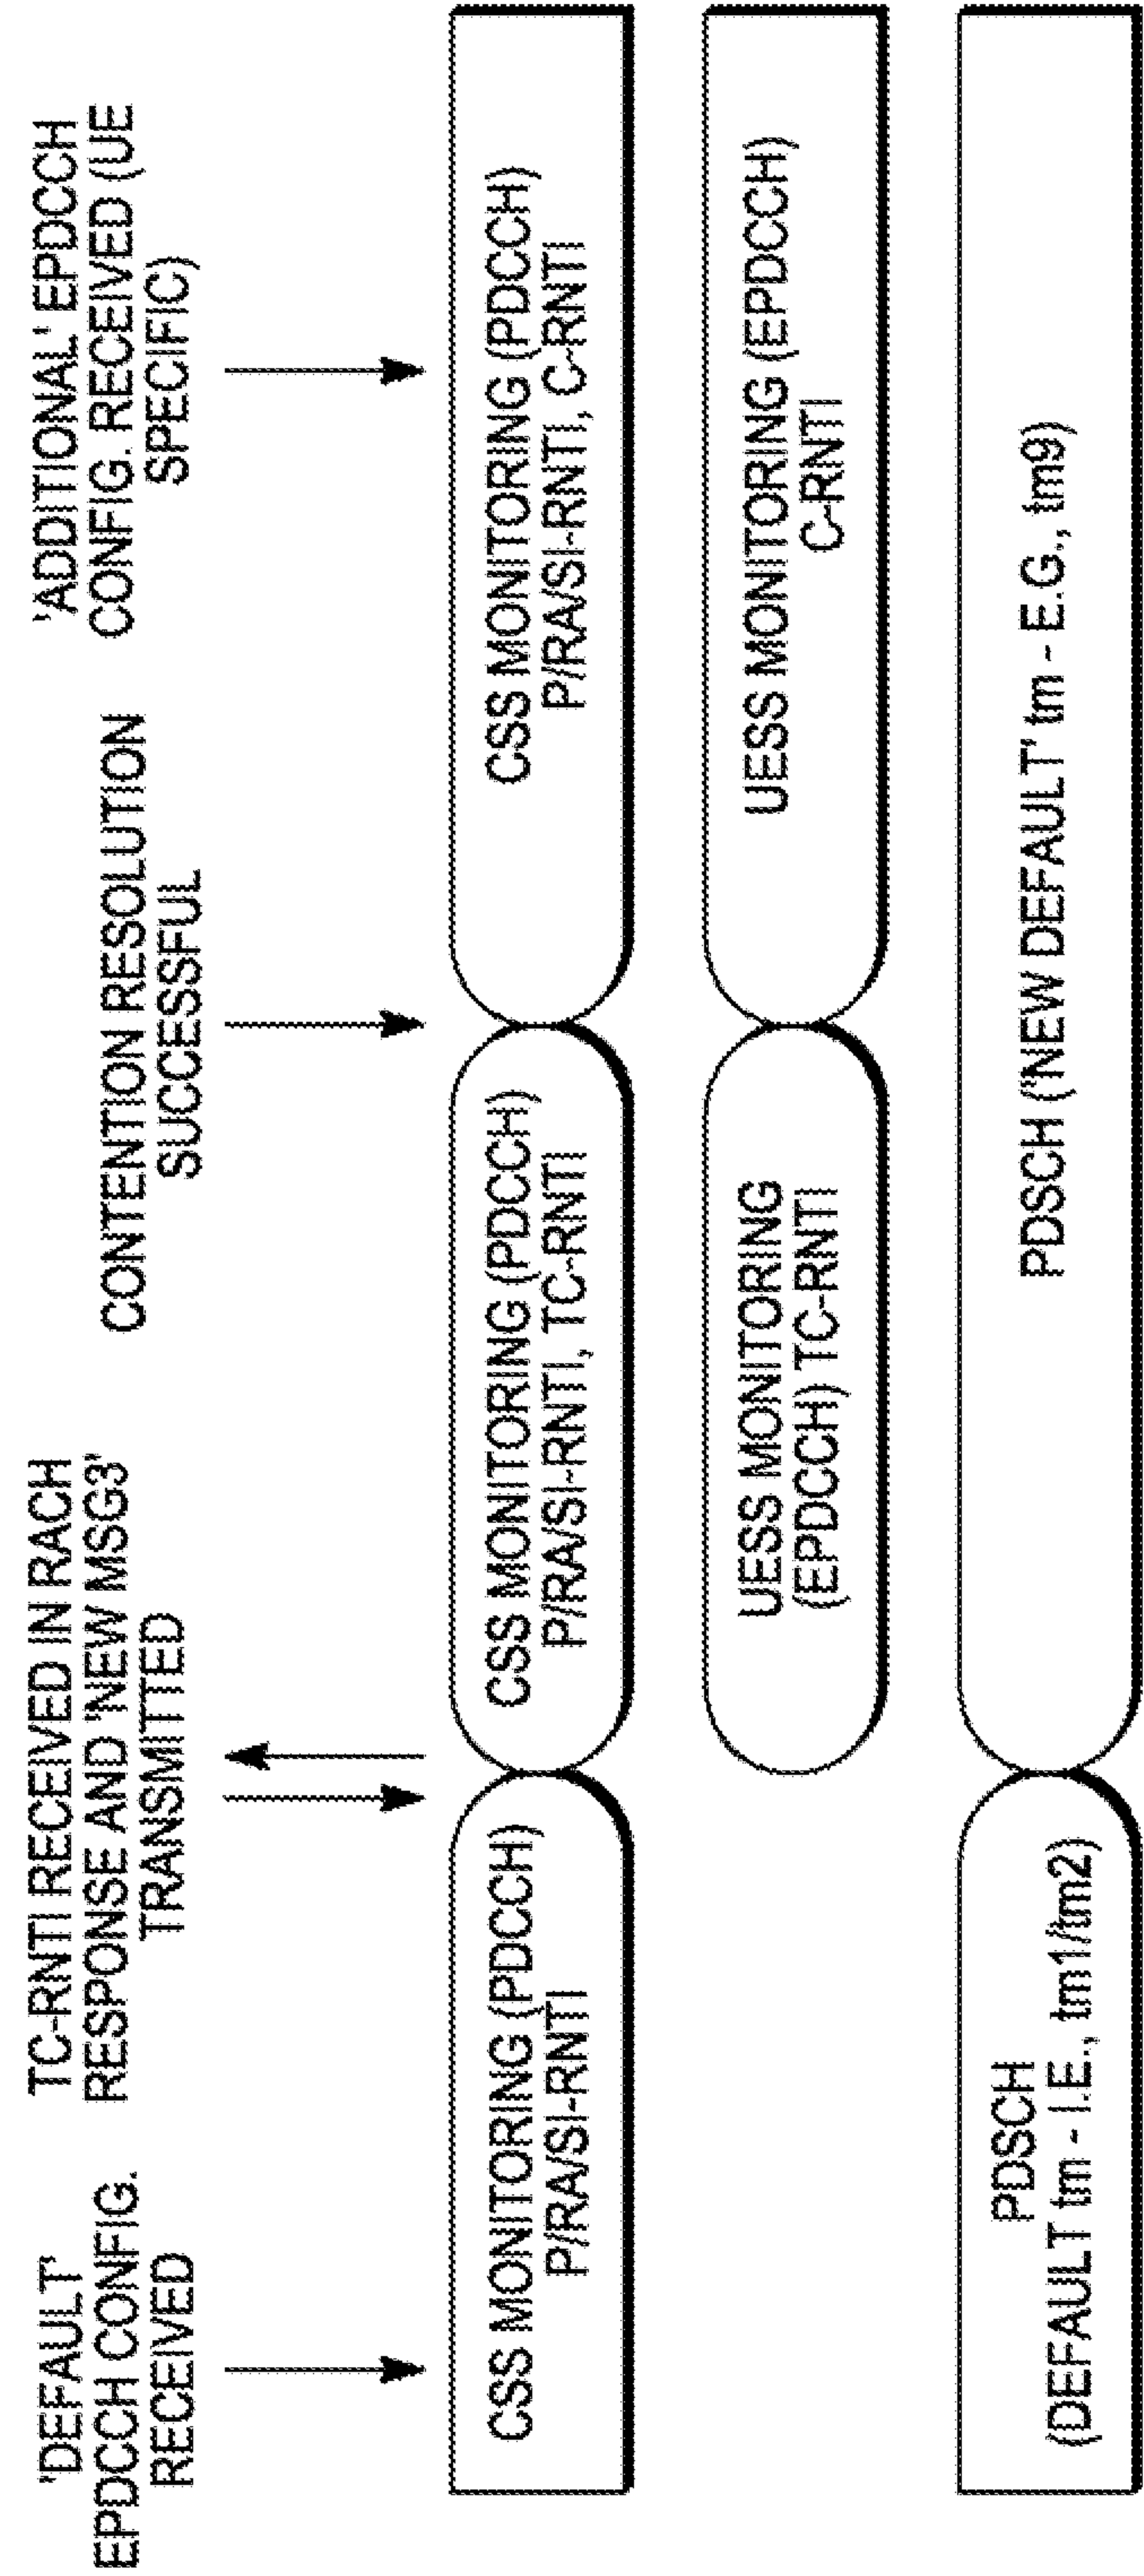 'DEFAULT'
EPDCCH CONFIG.
RECEIVED
TC-RNTI RECEIVED IN RACH
RESPONSE AND 'NEW MSG3'
TRANSMITTED
CONTENTION RESOLUTION
SUCCESSFUL
'ADDITIONAL' EPDCCH
CONFIG. RECEIVED (UE
SPECIFIC)
CSS MONITORING (PDCCH)
P/RA/SI-RNTI
CSS MONITORING (PDCCH)
P/RA/SI-RNTI, TC-RNTI
CSS MONITORING (PDCCH)
P/RA/SI-RNTI, C-RNTI
UESS MONITORING
(EPDCCH) TC-RNTI
UESS MONITORING (EPDCCH)
C-RNTI
PDSCH
(DEFAULT tm - I.E., tm1/tm2)
PDSCH ('NEW DEFAULT' tm - E.G., tm9)